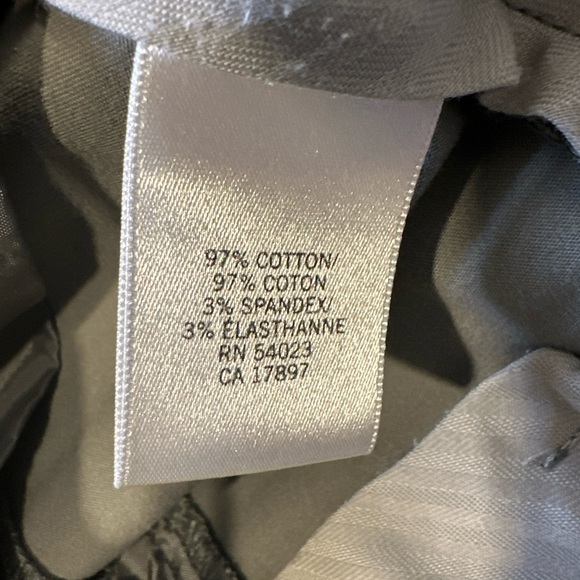 97% COTTON/
97% COTON
3% SPANDEX/
3% ÉLASTHANNE
RN 54023
CA 17897